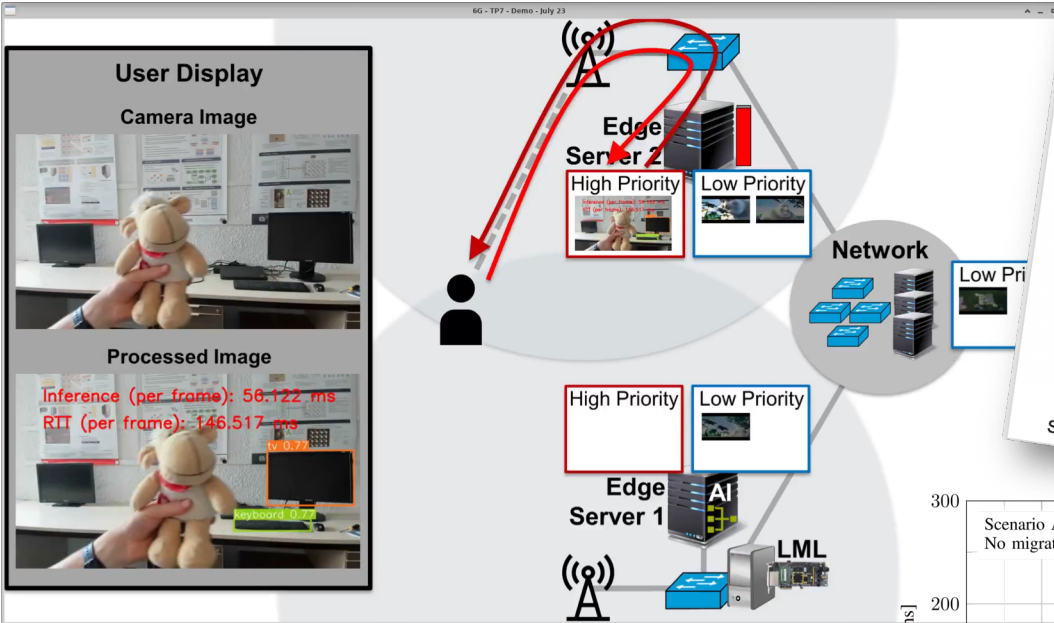 6G - TP7 - Demo - July 23
User Display
Camera Image
Processed Image
Inference (per frame): 56.122 ms
RTT (per frame): 146.517 ms
tv 0.77
keyboard 0.77
Edge
Server 2
High Priority
Low Priority
Network
Low Pri
High Priority
Low Priority
Edge
Server 1
AI
LML
300
Scenario
No migrat
200